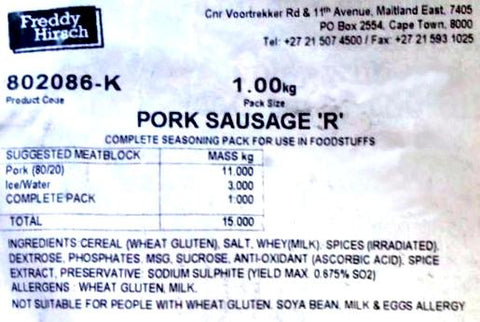 Freddy
Hirsch
Cnr Voortrekker Rd & 11th Avenue, Maitland East, 7405
PO Box 2554, Cape Town, 8000
Tel: +27 21 507 4500 / Fax: +27 21 593 1025
802086-K
1.00kg
Product Code
Pack Size
PORK SAUSAGE 'R'
COMPLETE SEASONING PACK FOR USE IN FOODSTUFFS
SUGGESTED MEATBLOCK MASS kg
Pork (80/20) 11.000
Ice/Water 3.000
COMPLETE PACK 1.000
TOTAL 15.000
INGREDIENTS: CEREAL (WHEAT GLUTEN), SALT, WHEY(MILK). SPICES (IRRADIATED).
DEXTROSE, PHOSPHATES, MSG, SUCROSE, ANTI-OXIDANT (ASCORBIC ACID), SPICE
EXTRACT, PRESERVATIVE: SODIUM SULPHITE (YIELD MAX. 0.675% SO2)
ALLERGENS : WHEAT GLUTEN, MILK.
NOT SUITABLE FOR PEOPLE WITH WHEAT GLUTEN, SOYA BEAN, MILK & EGGS ALLERGY